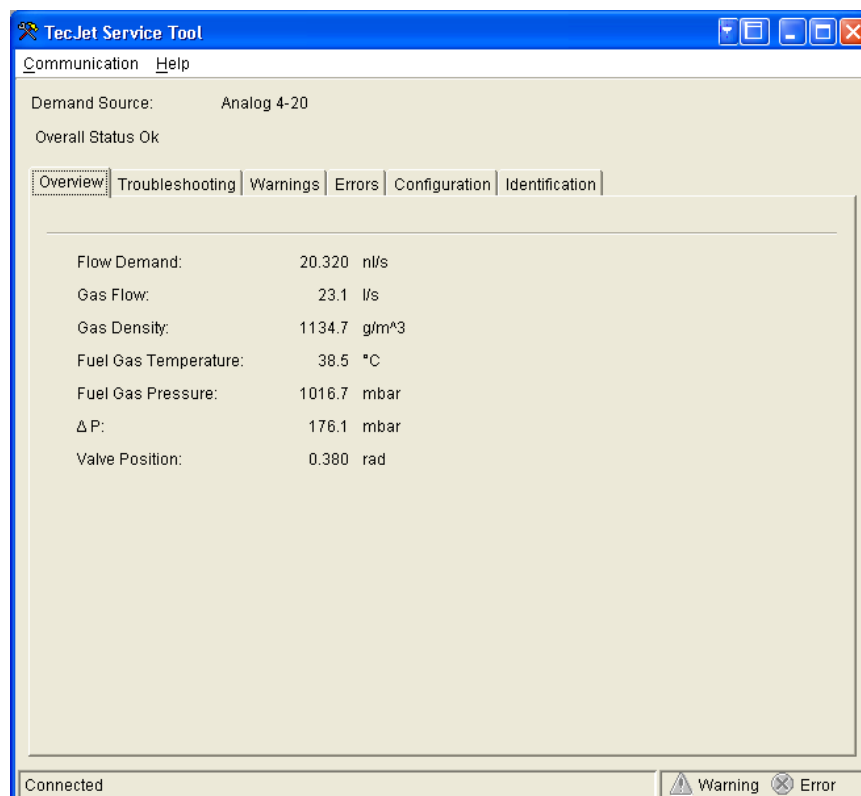 TecJet Service Tool
Communication Help
Demand Source: Analog 4-20
Overall Status Ok
Overview Troubleshooting Warnings Errors Configuration Identification
Flow Demand: 20.320 nl/s
Gas Flow: 23.1 l/s
Gas Density: 1134.7 g/m^3
Fuel Gas Temperature: 38.5 °C
Fuel Gas Pressure: 1016.7 mbar
Δ P: 176.1 mbar
Valve Position: 0.380 rad
Connected Warning Error